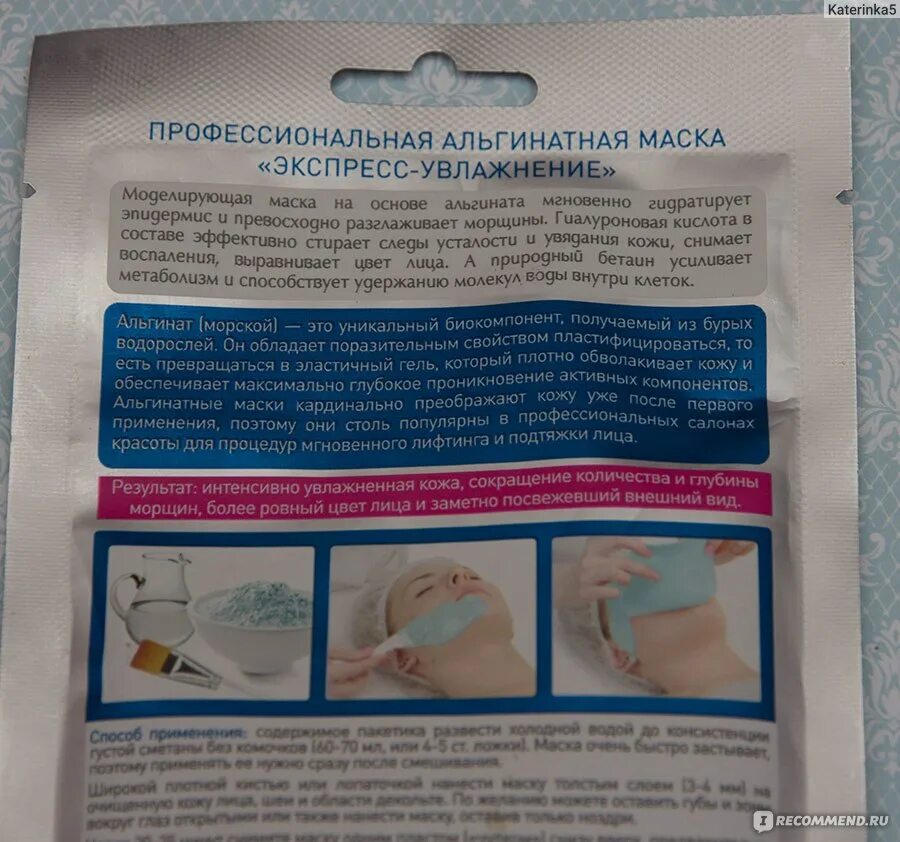 Katerinka5
ПРОФЕССИОНАЛЬНАЯ АЛЬГИНАТНАЯ МАСКА
«ЭКСПРЕСС-УВЛАЖНЕНИЕ»
Моделирующая маска на основе альгината мгновенно гидратирует
эпидермис и превосходно разглаживает морщины. Гиалуроновая кислота в
составе эффективно стирает следы усталости и увядания кожи, снимает
воспаления, выравнивает цвет лица. А природный бетаин усиливает
метаболизм и способствует удержанию молекул воды внутри клеток.
Альгинат (морской) — это уникальный биокомпонент, получаемый из бурых
водорослей. Он обладает поразительным свойством пластифицироваться, то
есть превращаться в эластичный гель, который плотно обволакивает кожу и
обеспечивает максимально глубокое проникновение активных компонентов.
Альгинатные маски кардинально преображают кожу уже после первого
применения, поэтому они столь популярны в профессиональных салонах
красоты для процедур мгновенного лифтинга и подтяжки лица.
Результат: интенсивно увлажненная кожа, сокращение количества и глубины
морщин, более ровный цвет лица и заметно посвежевший внешний вид.
Способ применения: содержимое пакетика развести холодной водой до консистенции
густой сметаны без комочков (60-70 мл, или 4-5 ст. ложки). Маска очень быстро застывает,
поэтому применять ее нужно сразу после смешивания.
Широкой плотной кистью или лопаточкой нанести маску толстым слоем (3-4 мм) на
очищенную кожу лица, шеи и области декольте. По желанию можете оставить губы и зону
вокруг глаз открытыми или также нанести маску, оставив только ноздри.
IRECOMMEND.RU